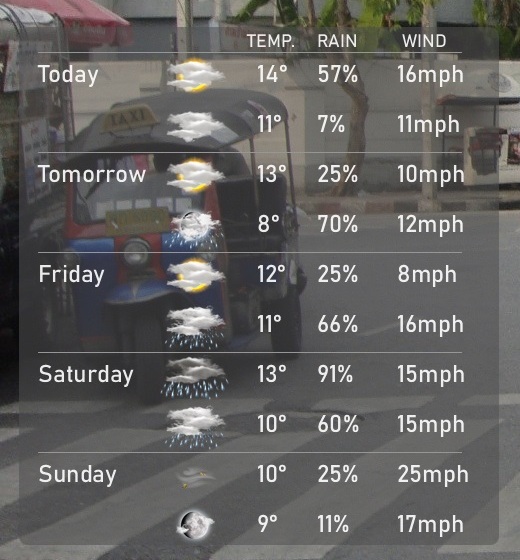 TEMP. RAIN WIND
Today 14° 57% 16mph
TAXI
11° 7% 11mph
Tomorrow 13° 25% 10mph
8° 70% 12mph
Friday 12° 25% 8mph
11° 66% 16mph
Saturday 13° 91% 15mph
10° 60% 15mph
Sunday 10° 25% 25mph
9° 11% 17mph